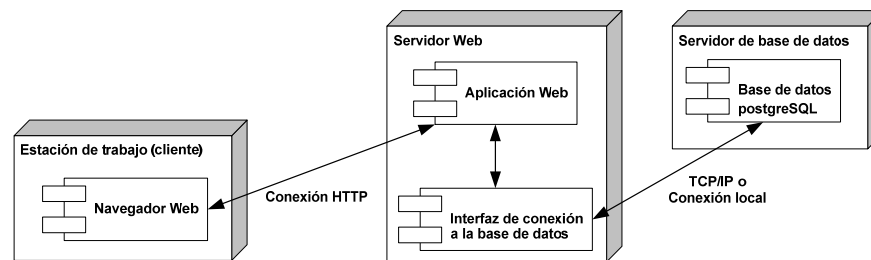 Estación de trabajo (cliente)
Navegador Web
Conexión HTTP
Servidor Web
Aplicación Web
Interfaz de conexión
a la base de datos
TCP/IP o
Conexión local
Servidor de base de datos
Base de datos
postgreSQL